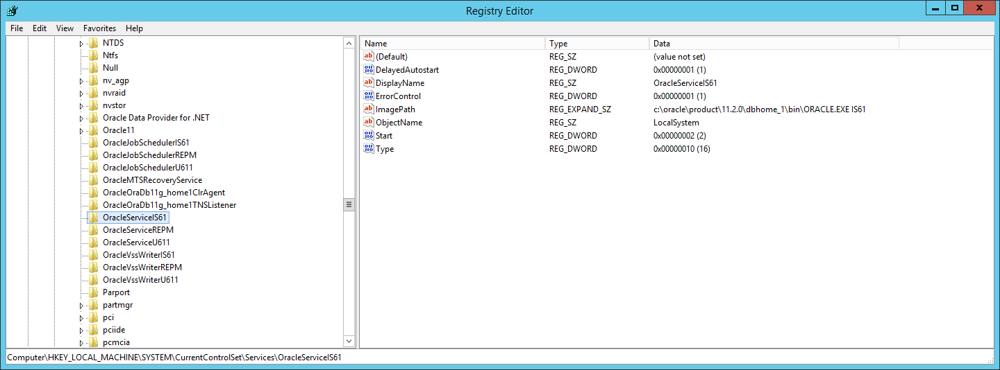 Registry Editor
File Edit View Favorites Help
NTDS
Ntfs
Null
nv_agp
nvraid
nvstor
Oracle Data Provider for .NET
Oracle11
OracleJobSchedulerIS61
OracleJobSchedulerREPM
OracleJobSchedulerU611
OracleMTSRecoveryService
OracleOraDb11g_home1ClrAgent
OracleOraDb11g_home1TNSListener
OracleServiceIS61
OracleServiceREPM
OracleServiceU611
OracleVssWriterIS61
OracleVssWriterREPM
OracleVssWriterU611
Parport
partmgr
pci
pciide
pcmcia
Name Type Data
(Default) REG_SZ (value not set)
DelayedAutostart REG_DWORD 0x00000001 (1)
DisplayName REG_SZ OracleServiceIS61
ErrorControl REG_DWORD 0x00000001 (1)
ImagePath REG_EXPAND_SZ c:\oracle\product\11.2.0\dbhome_1\bin\ORACLE.EXE IS61
ObjectName REG_SZ LocalSystem
Start REG_DWORD 0x00000002 (2)
Type REG_DWORD 0x00000010 (16)
Computer\HKEY_LOCAL_MACHINE\SYSTEM\CurrentControlSet\Services\OracleServiceIS61